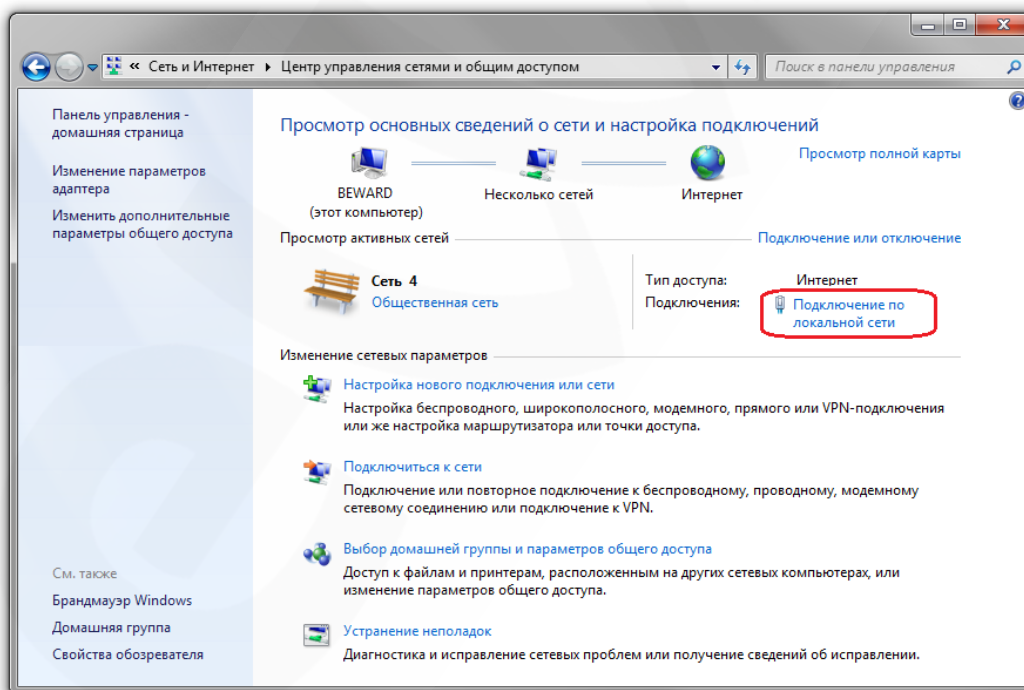 « Сеть и Интернет ▸ Центр управления сетями и общим доступом
Поиск в панели управления
Панель управления -
домашняя страница
Изменение параметров
адаптера
Изменить дополнительные
параметры общего доступа
См. также
Брандмауэр Windows
Домашняя группа
Свойства обозревателя
Просмотр основных сведений о сети и настройка подключений
Просмотр полной карты
BEWARD
(этот компьютер)
Несколько сетей
Интернет
Просмотр активных сетей
Подключение или отключение
Сеть 4
Общественная сеть
Тип доступа: Интернет
Подключения: Подключение по
локальной сети
Изменение сетевых параметров
Настройка нового подключения или сети
Настройка беспроводного, широкополосного, модемного, прямого или VPN-подключения
или же настройка маршрутизатора или точки доступа.
Подключиться к сети
Подключение или повторное подключение к беспроводному, проводному, модемному
сетевому соединению или подключение к VPN.
Выбор домашней группы и параметров общего доступа
Доступ к файлам и принтерам, расположенным на других сетевых компьютерах, или
изменение параметров общего доступа.
Устранение неполадок
Диагностика и исправление сетевых проблем или получение сведений об исправлении.